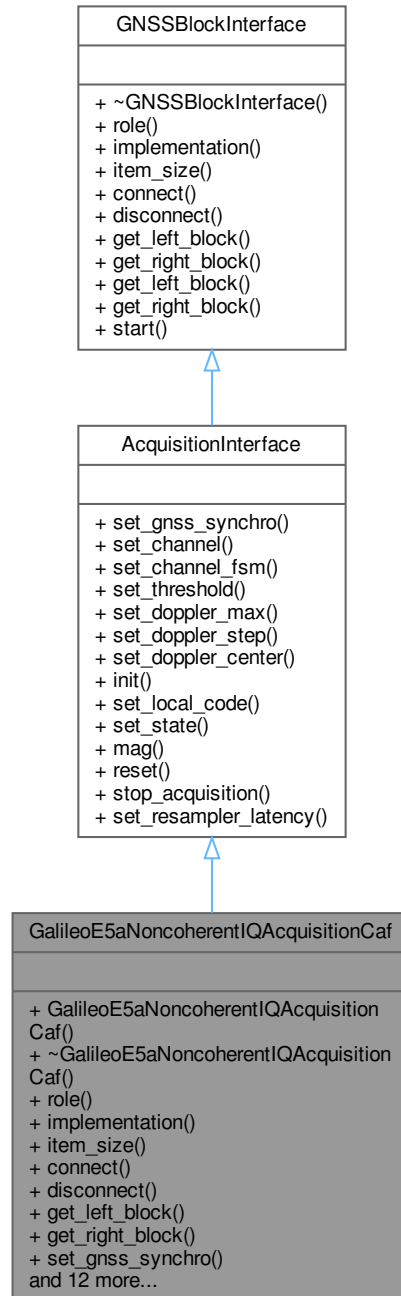 GNSSBlockInterface
+ ~GNSSBlockInterface()
+ role()
+ implementation()
+ item_size()
+ connect()
+ disconnect()
+ get_left_block()
+ get_right_block()
+ get_left_block()
+ get_right_block()
+ start()
AcquisitionInterface
+ set_gnss_synchro()
+ set_channel()
+ set_channel_fsm()
+ set_threshold()
+ set_doppler_max()
+ set_doppler_step()
+ set_doppler_center()
+ init()
+ set_local_code()
+ set_state()
+ mag()
+ reset()
+ stop_acquisition()
+ set_resampler_latency()
GalileoE5aNoncoherentIQAcquisitionCaf
+ GalileoE5aNoncoherentIQAcquisition
Caf()
+ ~GalileoE5aNoncoherentIQAcquisition
Caf()
+ role()
+ implementation()
+ item_size()
+ connect()
+ disconnect()
+ get_left_block()
+ get_right_block()
+ set_gnss_synchro()
and 12 more...